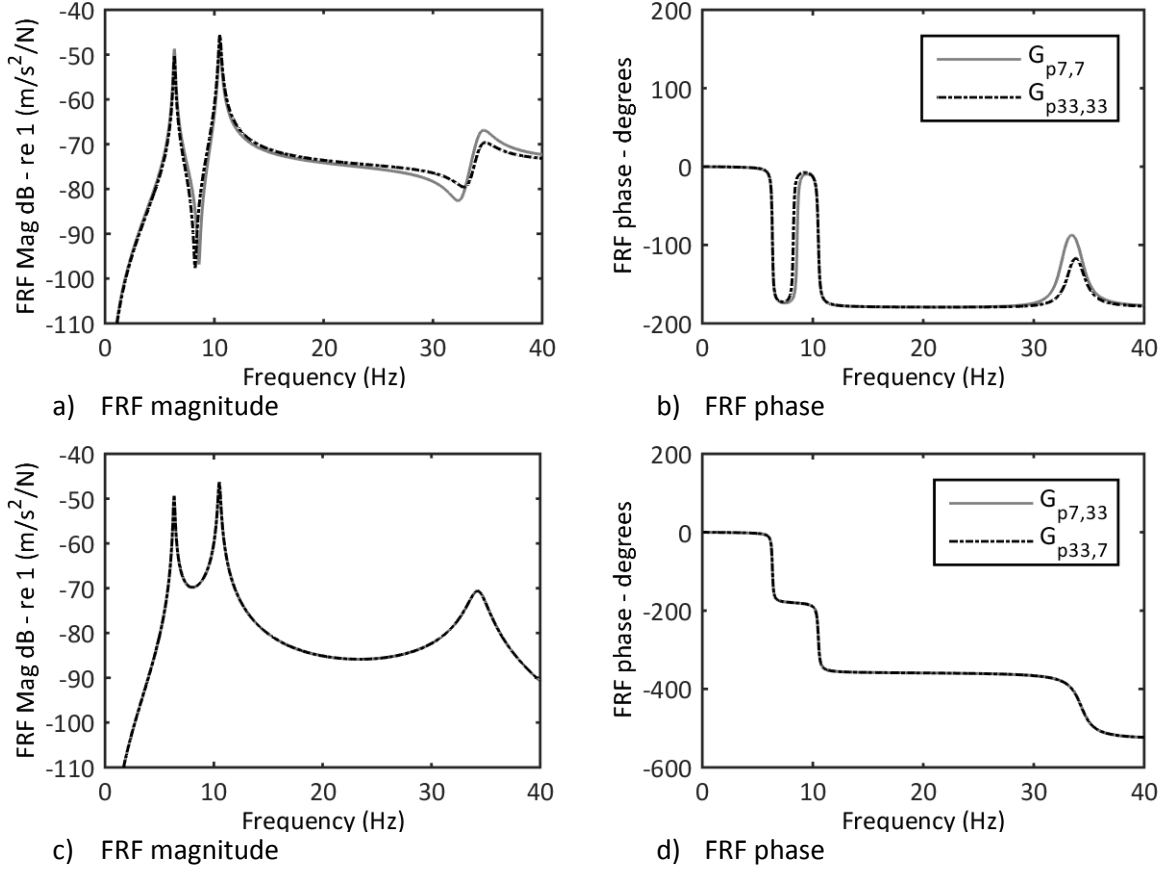 -40
-50
-60
-70
-80
-90
-100
-110
0 10 20 30 40
FRF Mag dB - re 1 (m/s²/N)
Frequency (Hz)
a) FRF magnitude
200
100
0
-100
-200
0 10 20 30 40
FRF phase - degrees
G p7,7
G p33,33
Frequency (Hz)
b) FRF phase
-40
-50
-60
-70
-80
-90
-100
-110
0 10 20 30 40
FRF Mag dB - re 1 (m/s²/N)
Frequency (Hz)
c) FRF magnitude
200
0
-200
-400
-600
0 10 20 30 40
FRF phase - degrees
G p7,33
G p33,7
Frequency (Hz)
d) FRF phase